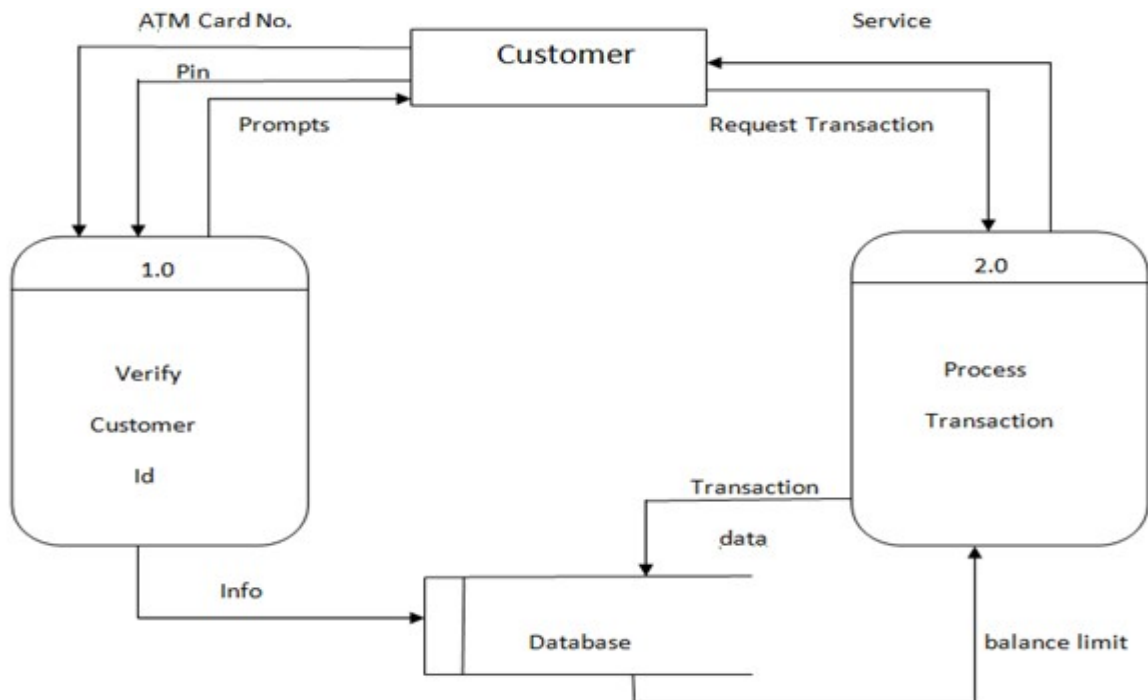 ATM Card No.
Service
Customer
Pin
Prompts
Request Transaction
1.0
2.0
Verify
Customer
Id
Process
Transaction
Transaction
data
Info
Database
balance limit